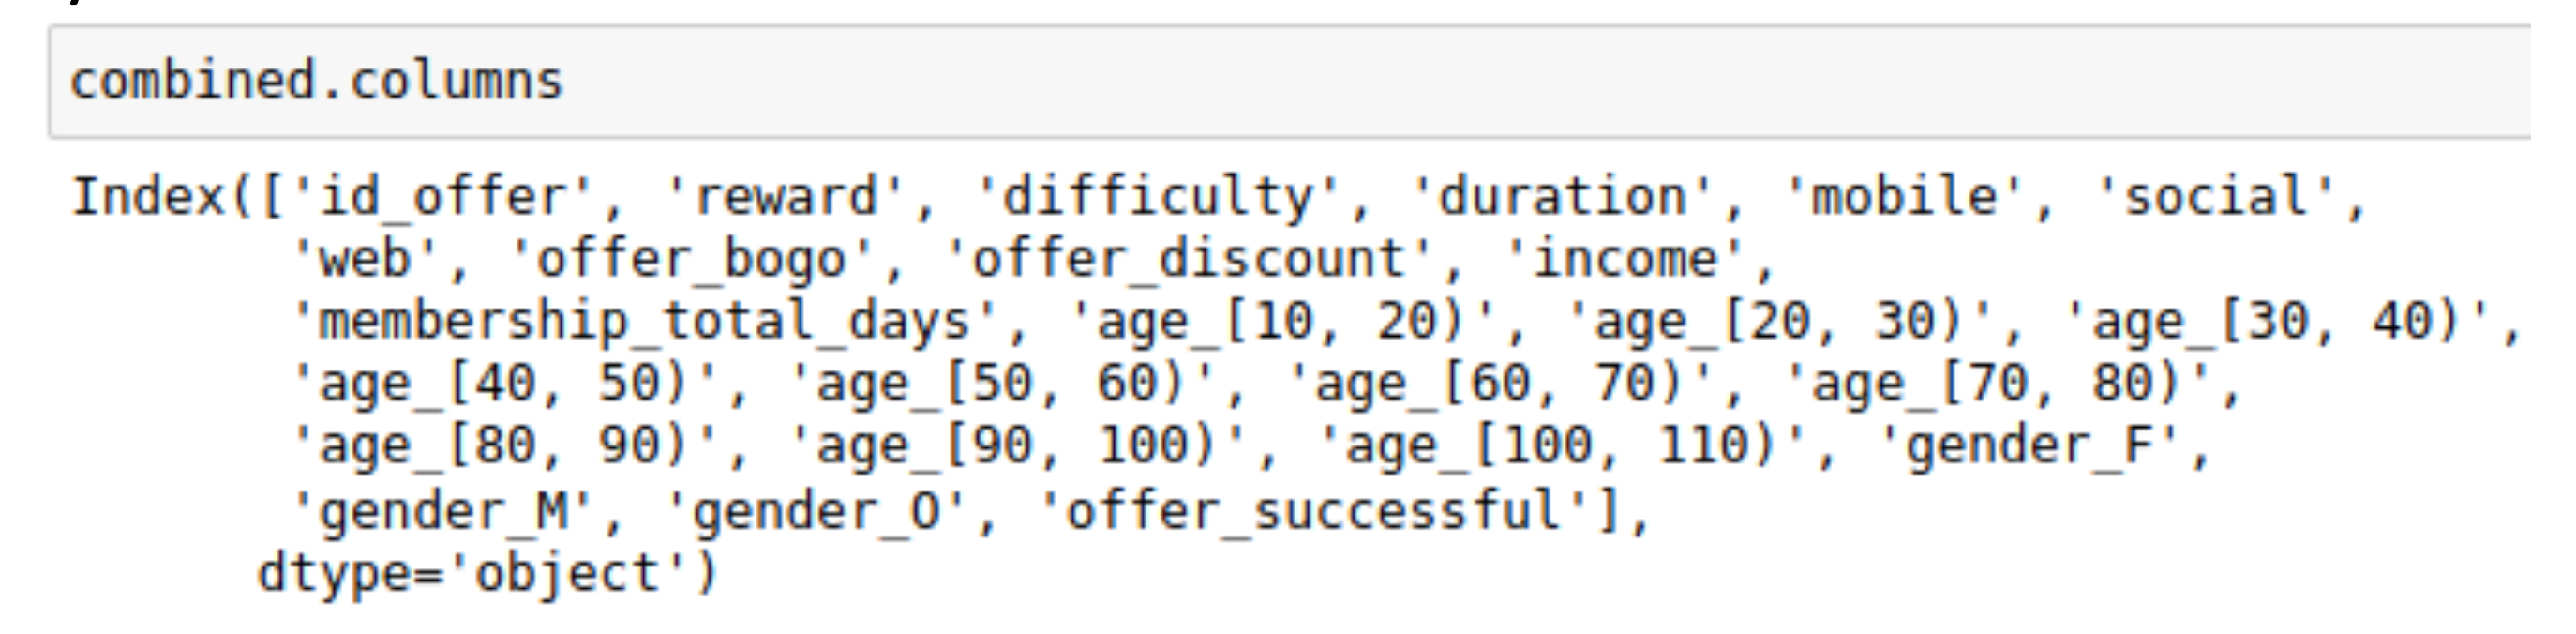 combined.columns
Index(['id_offer', 'reward', 'difficulty', 'duration', 'mobile', 'social',
'web', 'offer_bogo', 'offer_discount', 'income',
'membership_total_days', 'age_[10, 20)', 'age_[20, 30)', 'age_[30, 40)',
'age_[40, 50)', 'age_[50, 60)', 'age_[60, 70)', 'age_[70, 80)',
'age_[80, 90)', 'age_[90, 100)', 'age_[100, 110)', 'gender_F',
'gender_M', 'gender_O', 'offer_successful'],
dtype='object')